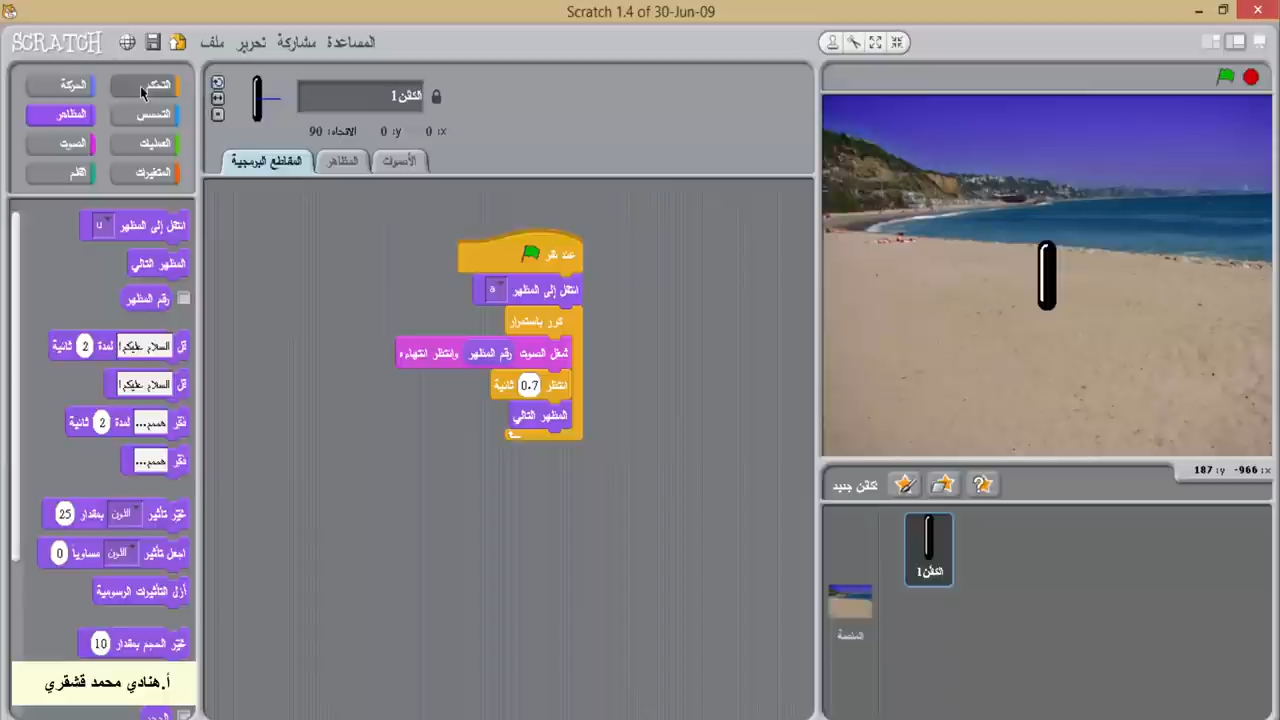 Scratch 1.4 of 30-Jun-09
SCRATCH
ملف تحرير مشاركة المساعدة
الحركة
التحكم
المظاهر
التحسس
الصوت
العمليات
القلم
المتغيرات
الكائن1
x: 0 y: 0 الاتجاه: 90
المقاطع البرمجية
المظاهر
الأصوات
انتقل إلى المظهر u
المظهر التالي
رقم المظهر
قل السلام عليكم! لمدة 2 ثانية
قل السلام عليكم!
فكر هممم... لمدة 2 ثانية
فكر هممم...
غيّر تأثير اللون بمقدار 25
اجعل تأثير اللون مساوياً 0
أزل التأثيرات الرسومية
غيّر الحجم بمقدار 10
أ.هنادي محمد قشقري
عند نقر
انتقل إلى المظهر a
كرر باستمرار
شغل الصوت رقم المظهر وانتظر انتهاءه
انتظر 0.7 ثانية
المظهر التالي
x: -966 y: 187
كائن جديد
الكائن1
المنصة